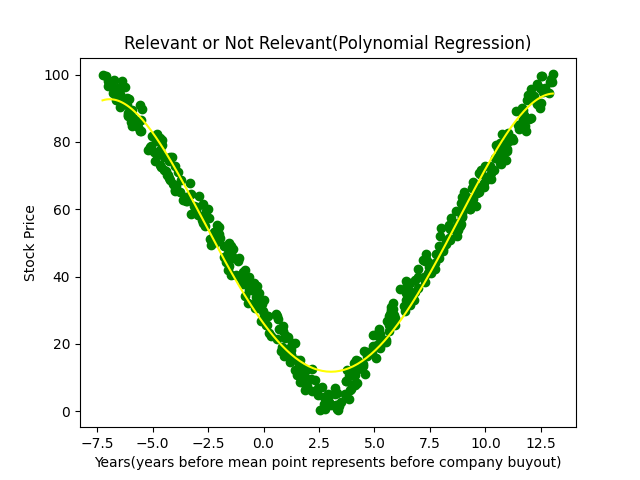 Relevant or Not Relevant(Polynomial Regression)
100
80
60
40
20
0
Stock Price
−7.5 −5.0 −2.5 0.0 2.5 5.0 7.5 10.0 12.5
Years(years before mean point represents before company buyout)